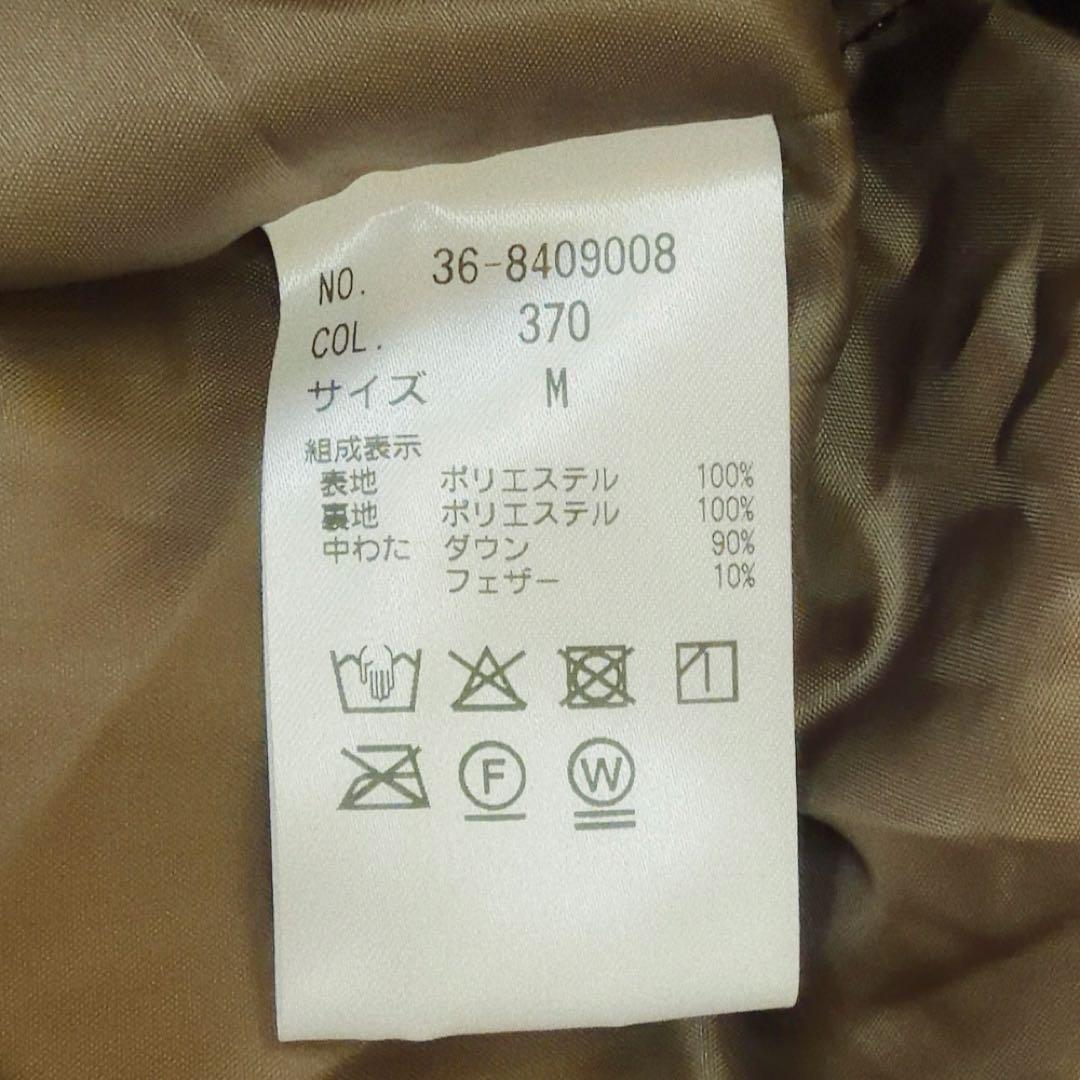 NO. 36-8409008
COL. 370
サイズ M
組成表示
表地 ポリエステル 100%
裏地 ポリエステル 100%
中わた ダウン 90%
フェザー 10%
F W